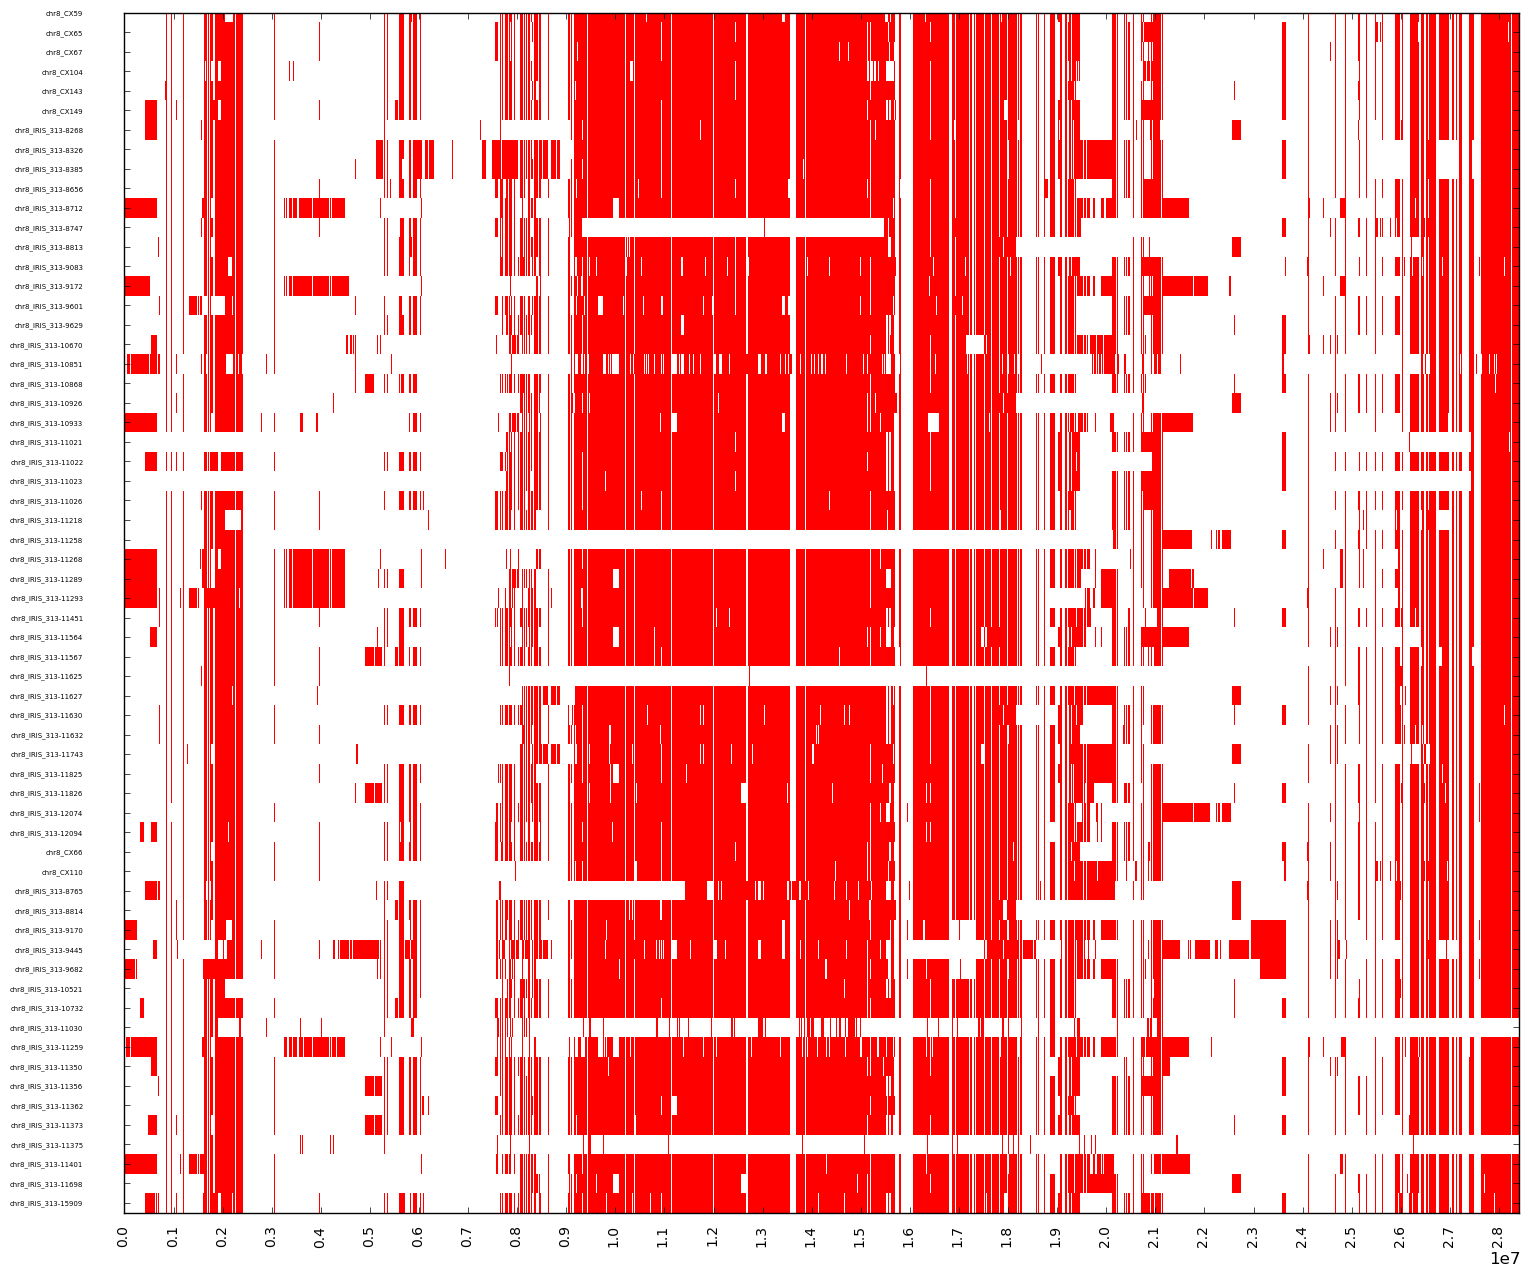 chr8_CX59
chr8_CX65
chr8_CX67
chr8_CX104
chr8_CX143
chr8_CX149
chr8_IRIS_313-8268
chr8_IRIS_313-8326
chr8_IRIS_313-8385
chr8_IRIS_313-8656
chr8_IRIS_313-8712
chr8_IRIS_313-8747
chr8_IRIS_313-8813
chr8_IRIS_313-9083
chr8_IRIS_313-9172
chr8_IRIS_313-9601
chr8_IRIS_313-9629
chr8_IRIS_313-10670
chr8_IRIS_313-10851
chr8_IRIS_313-10868
chr8_IRIS_313-10926
chr8_IRIS_313-10933
chr8_IRIS_313-11021
chr8_IRIS_313-11022
chr8_IRIS_313-11023
chr8_IRIS_313-11026
chr8_IRIS_313-11218
chr8_IRIS_313-11258
chr8_IRIS_313-11268
chr8_IRIS_313-11289
chr8_IRIS_313-11293
chr8_IRIS_313-11451
chr8_IRIS_313-11564
chr8_IRIS_313-11567
chr8_IRIS_313-11625
chr8_IRIS_313-11627
chr8_IRIS_313-11630
chr8_IRIS_313-11632
chr8_IRIS_313-11743
chr8_IRIS_313-11825
chr8_IRIS_313-11826
chr8_IRIS_313-12074
chr8_IRIS_313-12094
chr8_CX66
chr8_CX110
chr8_IRIS_313-8765
chr8_IRIS_313-8814
chr8_IRIS_313-9170
chr8_IRIS_313-9445
chr8_IRIS_313-9682
chr8_IRIS_313-10521
chr8_IRIS_313-10732
chr8_IRIS_313-11030
chr8_IRIS_313-11259
chr8_IRIS_313-11350
chr8_IRIS_313-11356
chr8_IRIS_313-11362
chr8_IRIS_313-11373
chr8_IRIS_313-11375
chr8_IRIS_313-11401
chr8_IRIS_313-11698
chr8_IRIS_313-15909
0.0 0.1 0.2 0.3 0.4 0.5 0.6 0.7 0.8 0.9 1.0 1.1 1.2 1.3 1.4 1.5 1.6 1.7 1.8 1.9 2.0 2.1 2.2 2.3 2.4 2.5 2.6 2.7 2.8
1e7